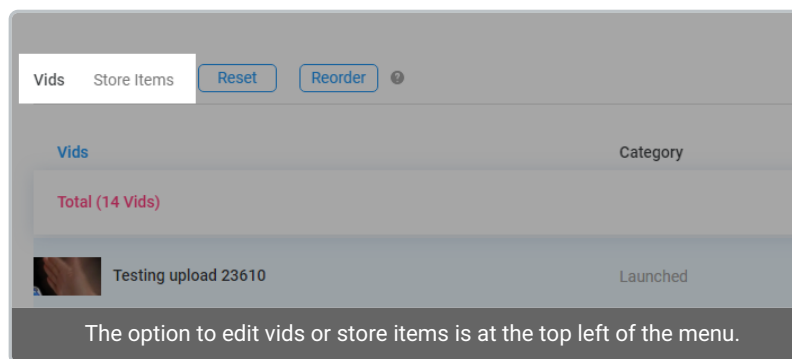 Vids Store Items Reset Reorder ?
Vids Category
Total (14 Vids)
Testing upload 23610 Launched
The option to edit vids or store items is at the top left of the menu.